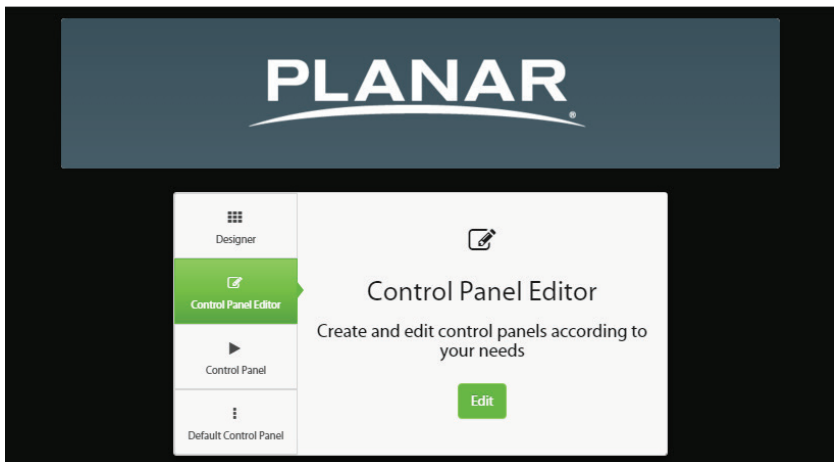 PLANAR
®
Designer
Control Panel Editor
Control Panel
Default Control Panel
Control Panel Editor
Create and edit control panels according to
your needs
Edit